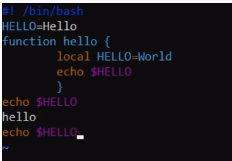 #! /bin/bash
HELLO=Hello
function hello {
        local HELLO=World
        echo $HELLO
        }
echo $HELLO
hello
echo $HELLO
~